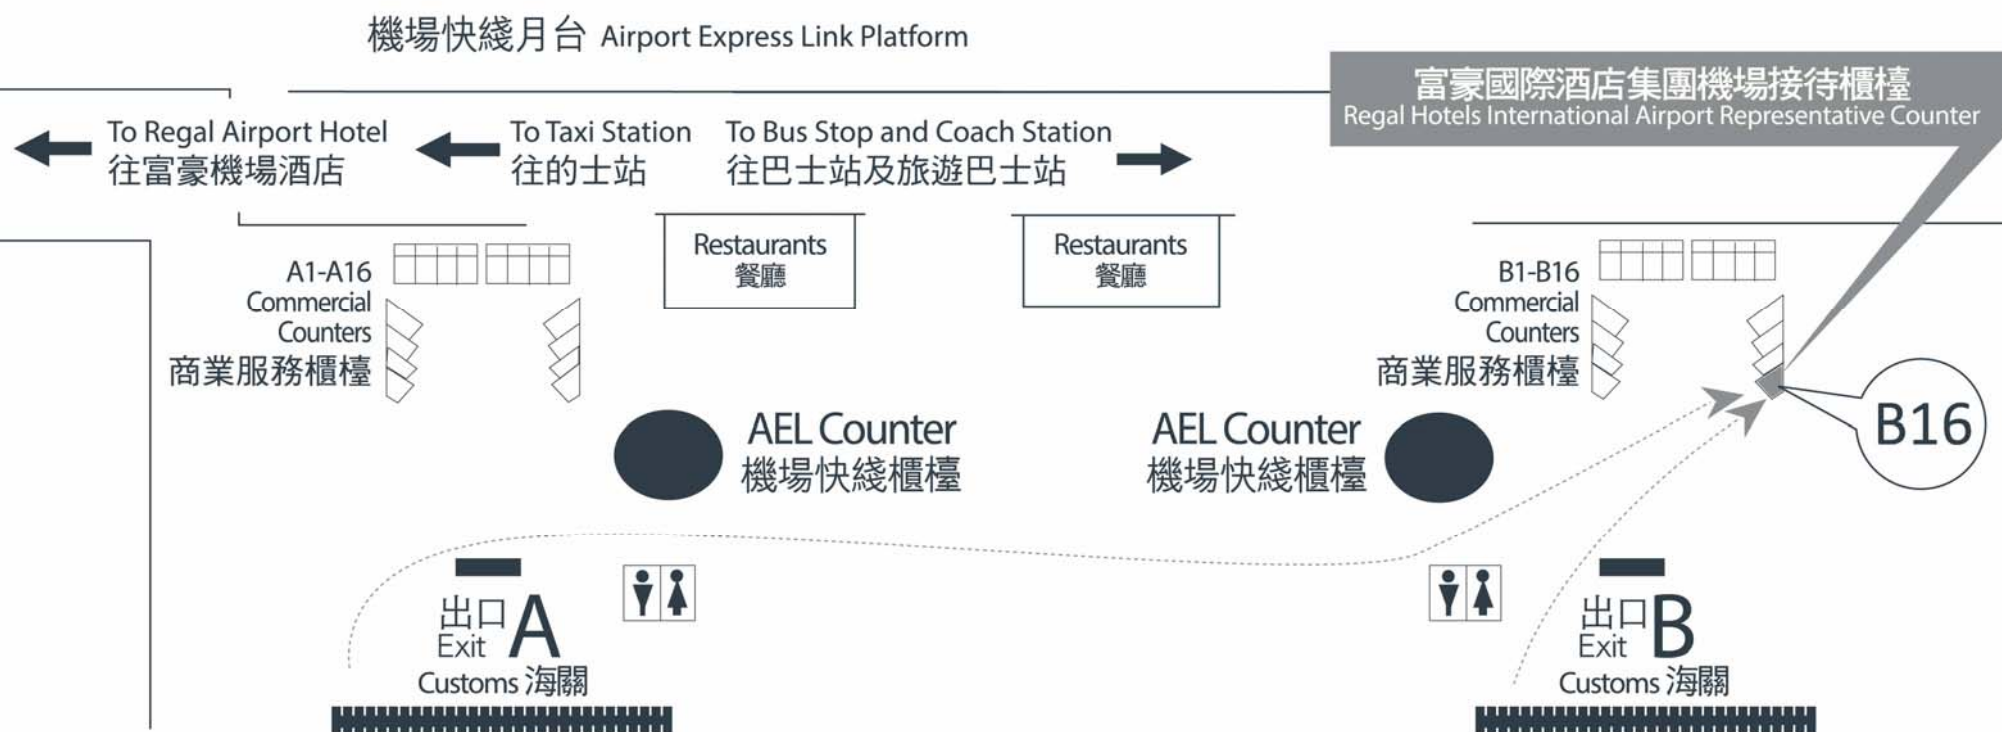 機場快綫月台 Airport Express Link Platform
富豪國際酒店集團機場接待櫃檯
Regal Hotels International Airport Representative Counter
To Regal Airport Hotel
往富豪機場酒店
To Taxi Station
往的士站
To Bus Stop and Coach Station
往巴士站及旅遊巴士站
A1-A16
Commercial
Counters
商業服務櫃檯
Restaurants
餐廳
Restaurants
餐廳
B1-B16
Commercial
Counters
商業服務櫃檯
AEL Counter
機場快綫櫃檯
AEL Counter
機場快綫櫃檯
B16
出口 A
Exit
Customs 海關
出口 B
Exit
Customs 海關